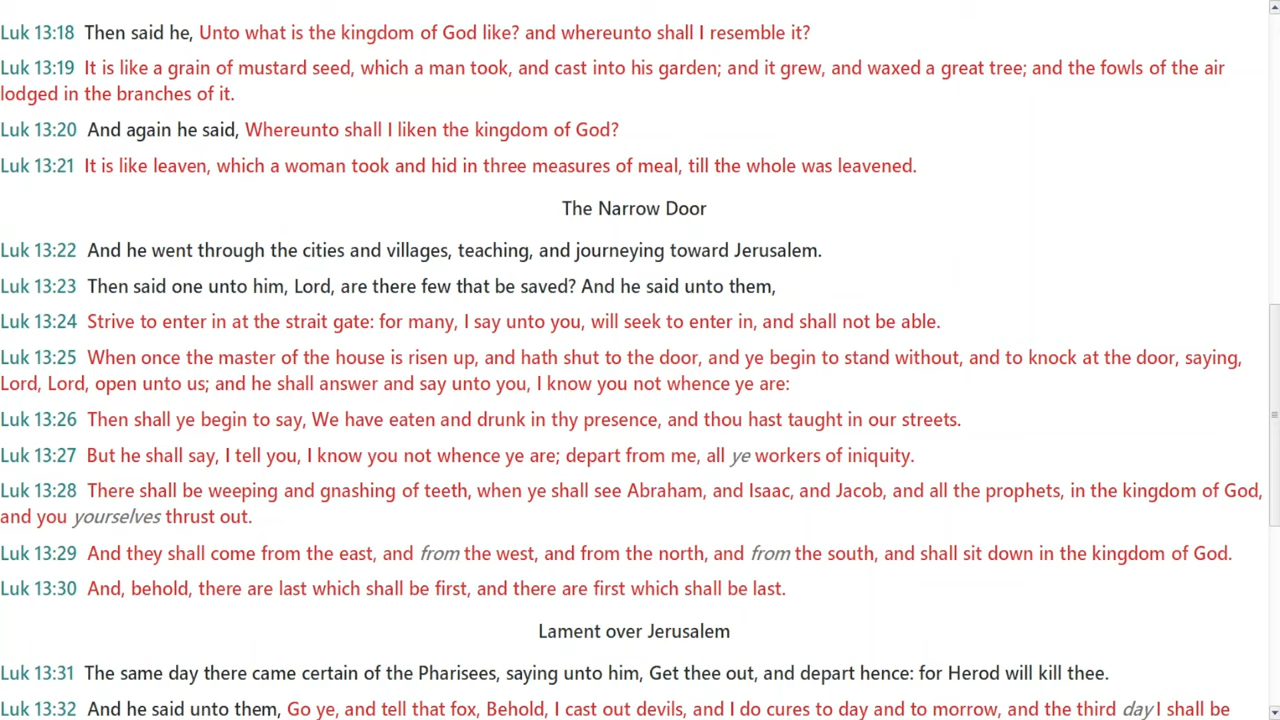 Luk 13:18 Then said he, Unto what is the kingdom of God like? and whereunto shall I resemble it?
Luk 13:19 It is like a grain of mustard seed, which a man took, and cast into his garden; and it grew, and waxed a great tree; and the fowls of the air
lodged in the branches of it.
Luk 13:20 And again he said, Whereunto shall I liken the kingdom of God?
Luk 13:21 It is like leaven, which a woman took and hid in three measures of meal, till the whole was leavened.
The Narrow Door
Luk 13:22 And he went through the cities and villages, teaching, and journeying toward Jerusalem.
Luk 13:23 Then said one unto him, Lord, are there few that be saved? And he said unto them,
Luk 13:24 Strive to enter in at the strait gate: for many, I say unto you, will seek to enter in, and shall not be able.
Luk 13:25 When once the master of the house is risen up, and hath shut to the door, and ye begin to stand without, and to knock at the door, saying,
Lord, Lord, open unto us; and he shall answer and say unto you, I know you not whence ye are:
Luk 13:26 Then shall ye begin to say, We have eaten and drunk in thy presence, and thou hast taught in our streets.
Luk 13:27 But he shall say, I tell you, I know you not whence ye are; depart from me, all ye workers of iniquity.
Luk 13:28 There shall be weeping and gnashing of teeth, when ye shall see Abraham, and Isaac, and Jacob, and all the prophets, in the kingdom of God,
and you yourselves thrust out.
Luk 13:29 And they shall come from the east, and from the west, and from the north, and from the south, and shall sit down in the kingdom of God.
Luk 13:30 And, behold, there are last which shall be first, and there are first which shall be last.
Lament over Jerusalem
Luk 13:31 The same day there came certain of the Pharisees, saying unto him, Get thee out, and depart hence: for Herod will kill thee.
Luk 13:32 And he said unto them, Go ye, and tell that fox, Behold, I cast out devils, and I do cures to day and to morrow, and the third day I shall be